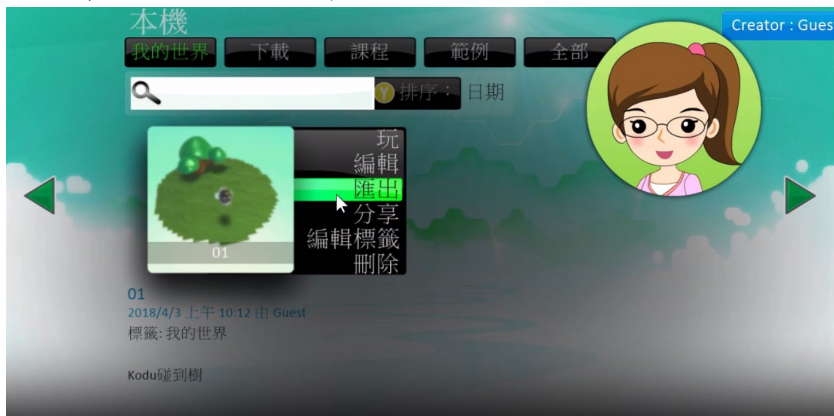 本機
Creator : Gues
我的世界 下載 課程 範例 全部
Y 排序： 日期
玩
編輯
匯出
分享
編輯標籤
刪除
01
01
2018/4/3 上午 10:12 由 Guest
標籤: 我的世界
Kodu碰到樹